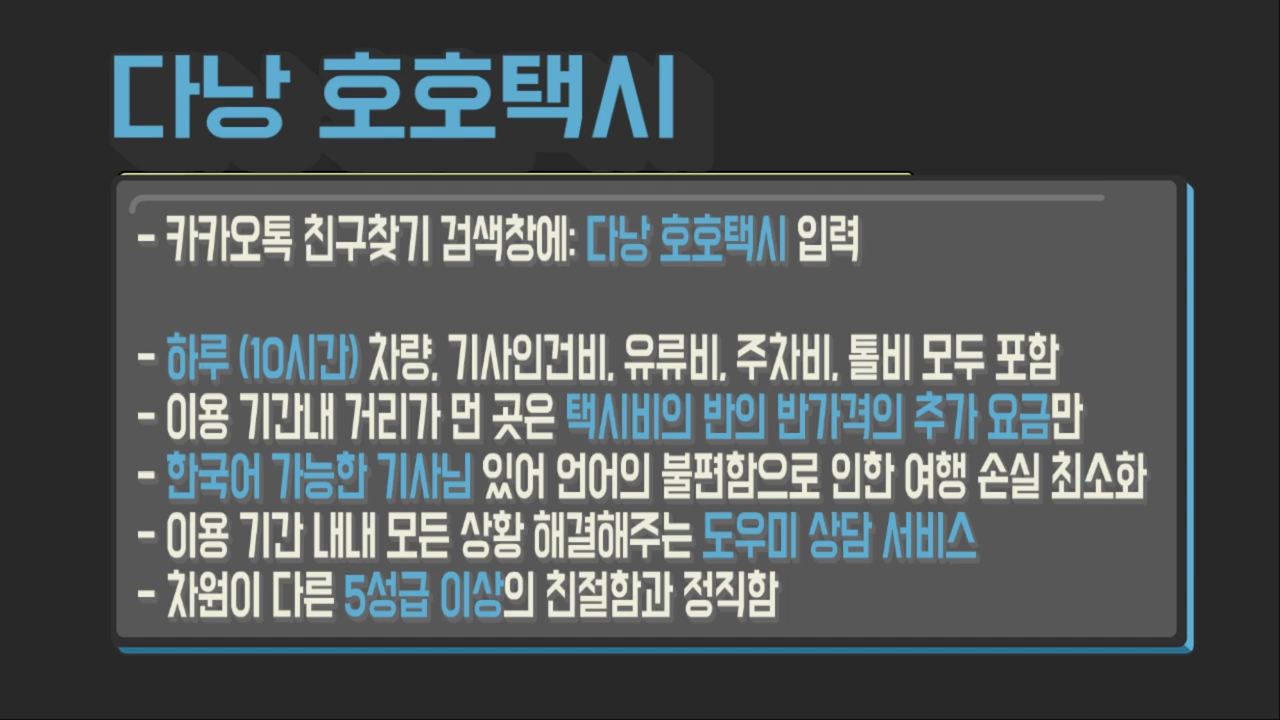 다낭 호호택시
- 카카오톡 친구찾기 검색창에: 다낭 호호택시 입력
- 하루 (10시간) 차량, 기사인건비, 유류비, 주차비, 톨비 모두 포함
- 이용 기간내 거리가 먼 곳은 택시비의 반의 반가격의 추가 요금만
- 한국어 가능한 기사님 있어 언어의 불편함으로 인한 여행 손실 최소화
- 이용 기간 내내 모든 상황 해결해주는 도우미 상담 서비스
- 차원이 다른 5성급 이상의 친절함과 정직함